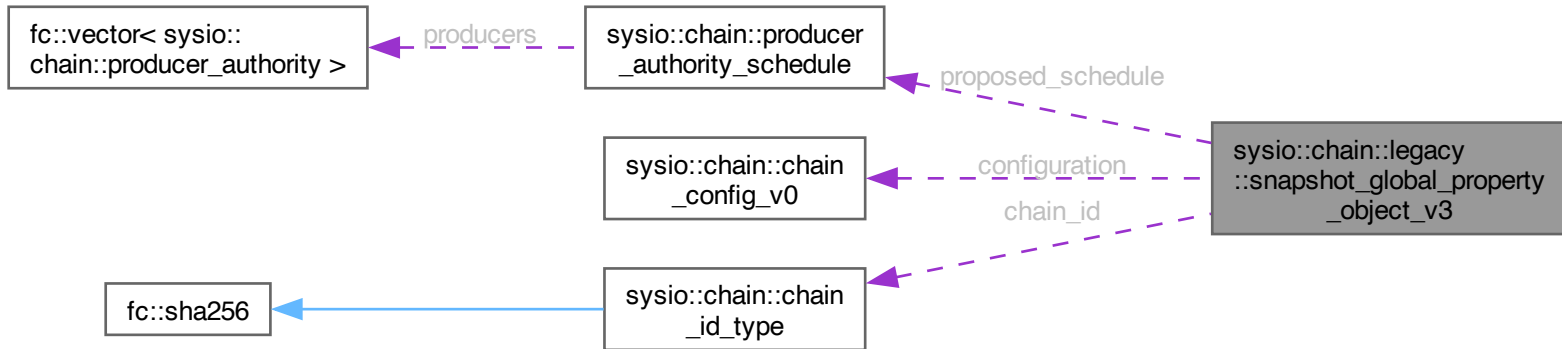 fc::vector< sysio::
chain::producer_authority >
producers
sysio::chain::producer
_authority_schedule
proposed_schedule
sysio::chain::chain
_config_v0
configuration
sysio::chain::legacy
::snapshot_global_property
_object_v3
chain_id
fc::sha256
sysio::chain::chain
_id_type